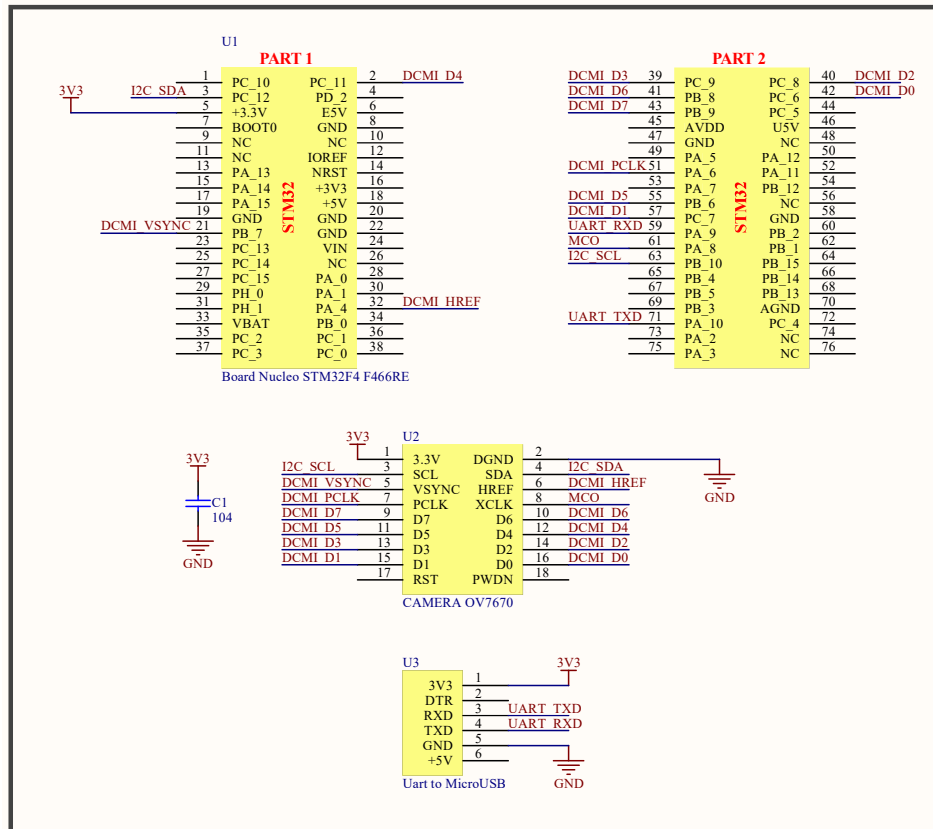 U1
PART 1
1 PC_10 PC_11 2 DCMI_D4
3V3 I2C_SDA 3 PC_12 PD_2 4
5 +3.3V E5V 6
7 BOOT0 GND 8
9 NC NC 10
11 NC IOREF 12
13 PA_13 NRST 14
15 PA_14 +3V3 16
17 PA_15 +5V 18
19 GND GND 20
DCMI_VSYNC 21 PB_7 GND 22
23 PC_13 VIN 24
25 PC_14 NC 26
27 PC_15 PA_0 28
29 PH_0 PA_1 30
31 PH_1 PA_4 32 DCMI_HREF
33 VBAT PB_0 34
35 PC_2 PC_1 36
37 PC_3 PC_0 38
STM32
Board Nucleo STM32F4 F466RE
PART 2
DCMI_D3 39 PC_9 PC_8 40 DCMI_D2
DCMI_D6 41 PB_8 PC_6 42 DCMI_D0
DCMI_D7 43 PB_9 PC_5 44
45 AVDD U5V 46
47 GND NC 48
49 PA_5 PA_12 50
DCMI_PCLK 51 PA_6 PA_11 52
53 PA_7 PB_12 54
DCMI_D5 55 PB_6 NC 56
DCMI_D1 57 PC_7 GND 58
UART_RXD 59 PA_9 PB_2 60
MCO 61 PA_8 PB_1 62
I2C_SCL 63 PB_10 PB_15 64
65 PB_4 PB_14 66
67 PB_5 PB_13 68
69 PB_3 AGND 70
UART_TXD 71 PA_10 PC_4 72
73 PA_2 NC 74
75 PA_3 NC 76
STM32
3V3
C1
104
GND
U2
3V3 1 3.3V DGND 2
I2C_SCL 3 SCL SDA 4 I2C_SDA
DCMI_VSYNC 5 VSYNC HREF 6 DCMI_HREF
DCMI_PCLK 7 PCLK XCLK 8 MCO
DCMI_D7 9 D7 D6 10 DCMI_D6
DCMI_D5 11 D5 D4 12 DCMI_D4
DCMI_D3 13 D3 D2 14 DCMI_D2
DCMI_D1 15 D1 D0 16 DCMI_D0
17 RST PWDN 18
GND
CAMERA OV7670
U3
3V3
3V3 1
DTR 2
RXD 3 UART_TXD
TXD 4 UART_RXD
GND 5
+5V 6
GND
Uart to MicroUSB